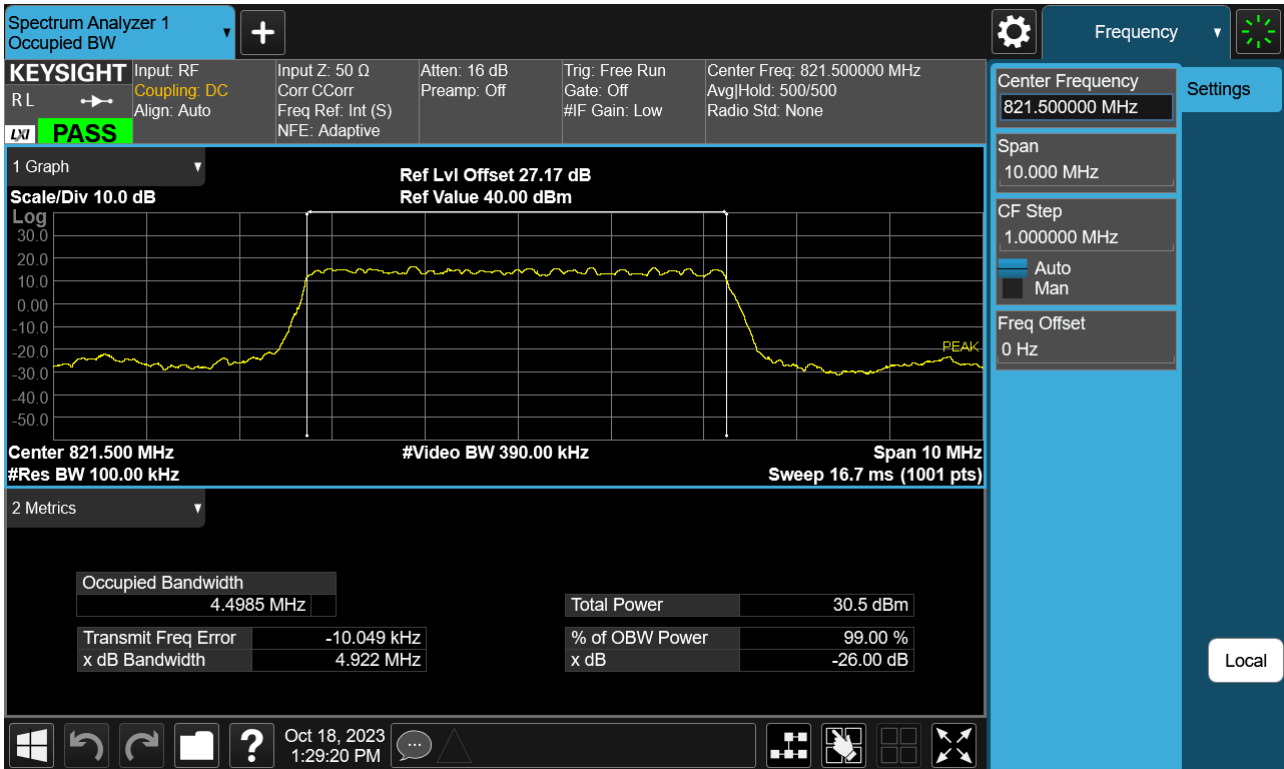 Spectrum Analyzer 1
Occupied BW
Frequency
KEYSIGHT
R L
LXI
PASS
Input: RF
Coupling: DC
Align: Auto
Input Z: 50 Ω
Corr CCorr
Freq Ref: Int (S)
NFE: Adaptive
Atten: 16 dB
Preamp: Off
Trig: Free Run
Gate: Off
#IF Gain: Low
Center Freq: 821.500000 MHz
Avg|Hold: 500/500
Radio Std: None
Center Frequency
821.500000 MHz
Settings
Span
10.000 MHz
CF Step
1.000000 MHz
Auto
Man
Freq Offset
0 Hz
Local
1 Graph
Scale/Div 10.0 dB
Ref Lvl Offset 27.17 dB
Ref Value 40.00 dBm
Log
30.0
20.0
10.0
0.00
-10.0
-20.0
-30.0
-40.0
-50.0
PEAK
Center 821.500 MHz
#Video BW 390.00 kHz
Span 10 MHz
#Res BW 100.00 kHz
Sweep 16.7 ms (1001 pts)
2 Metrics
Occupied Bandwidth
4.4985 MHz
Total Power 30.5 dBm
Transmit Freq Error -10.049 kHz
% of OBW Power 99.00 %
x dB Bandwidth 4.922 MHz
x dB -26.00 dB
Oct 18, 2023
1:29:20 PM